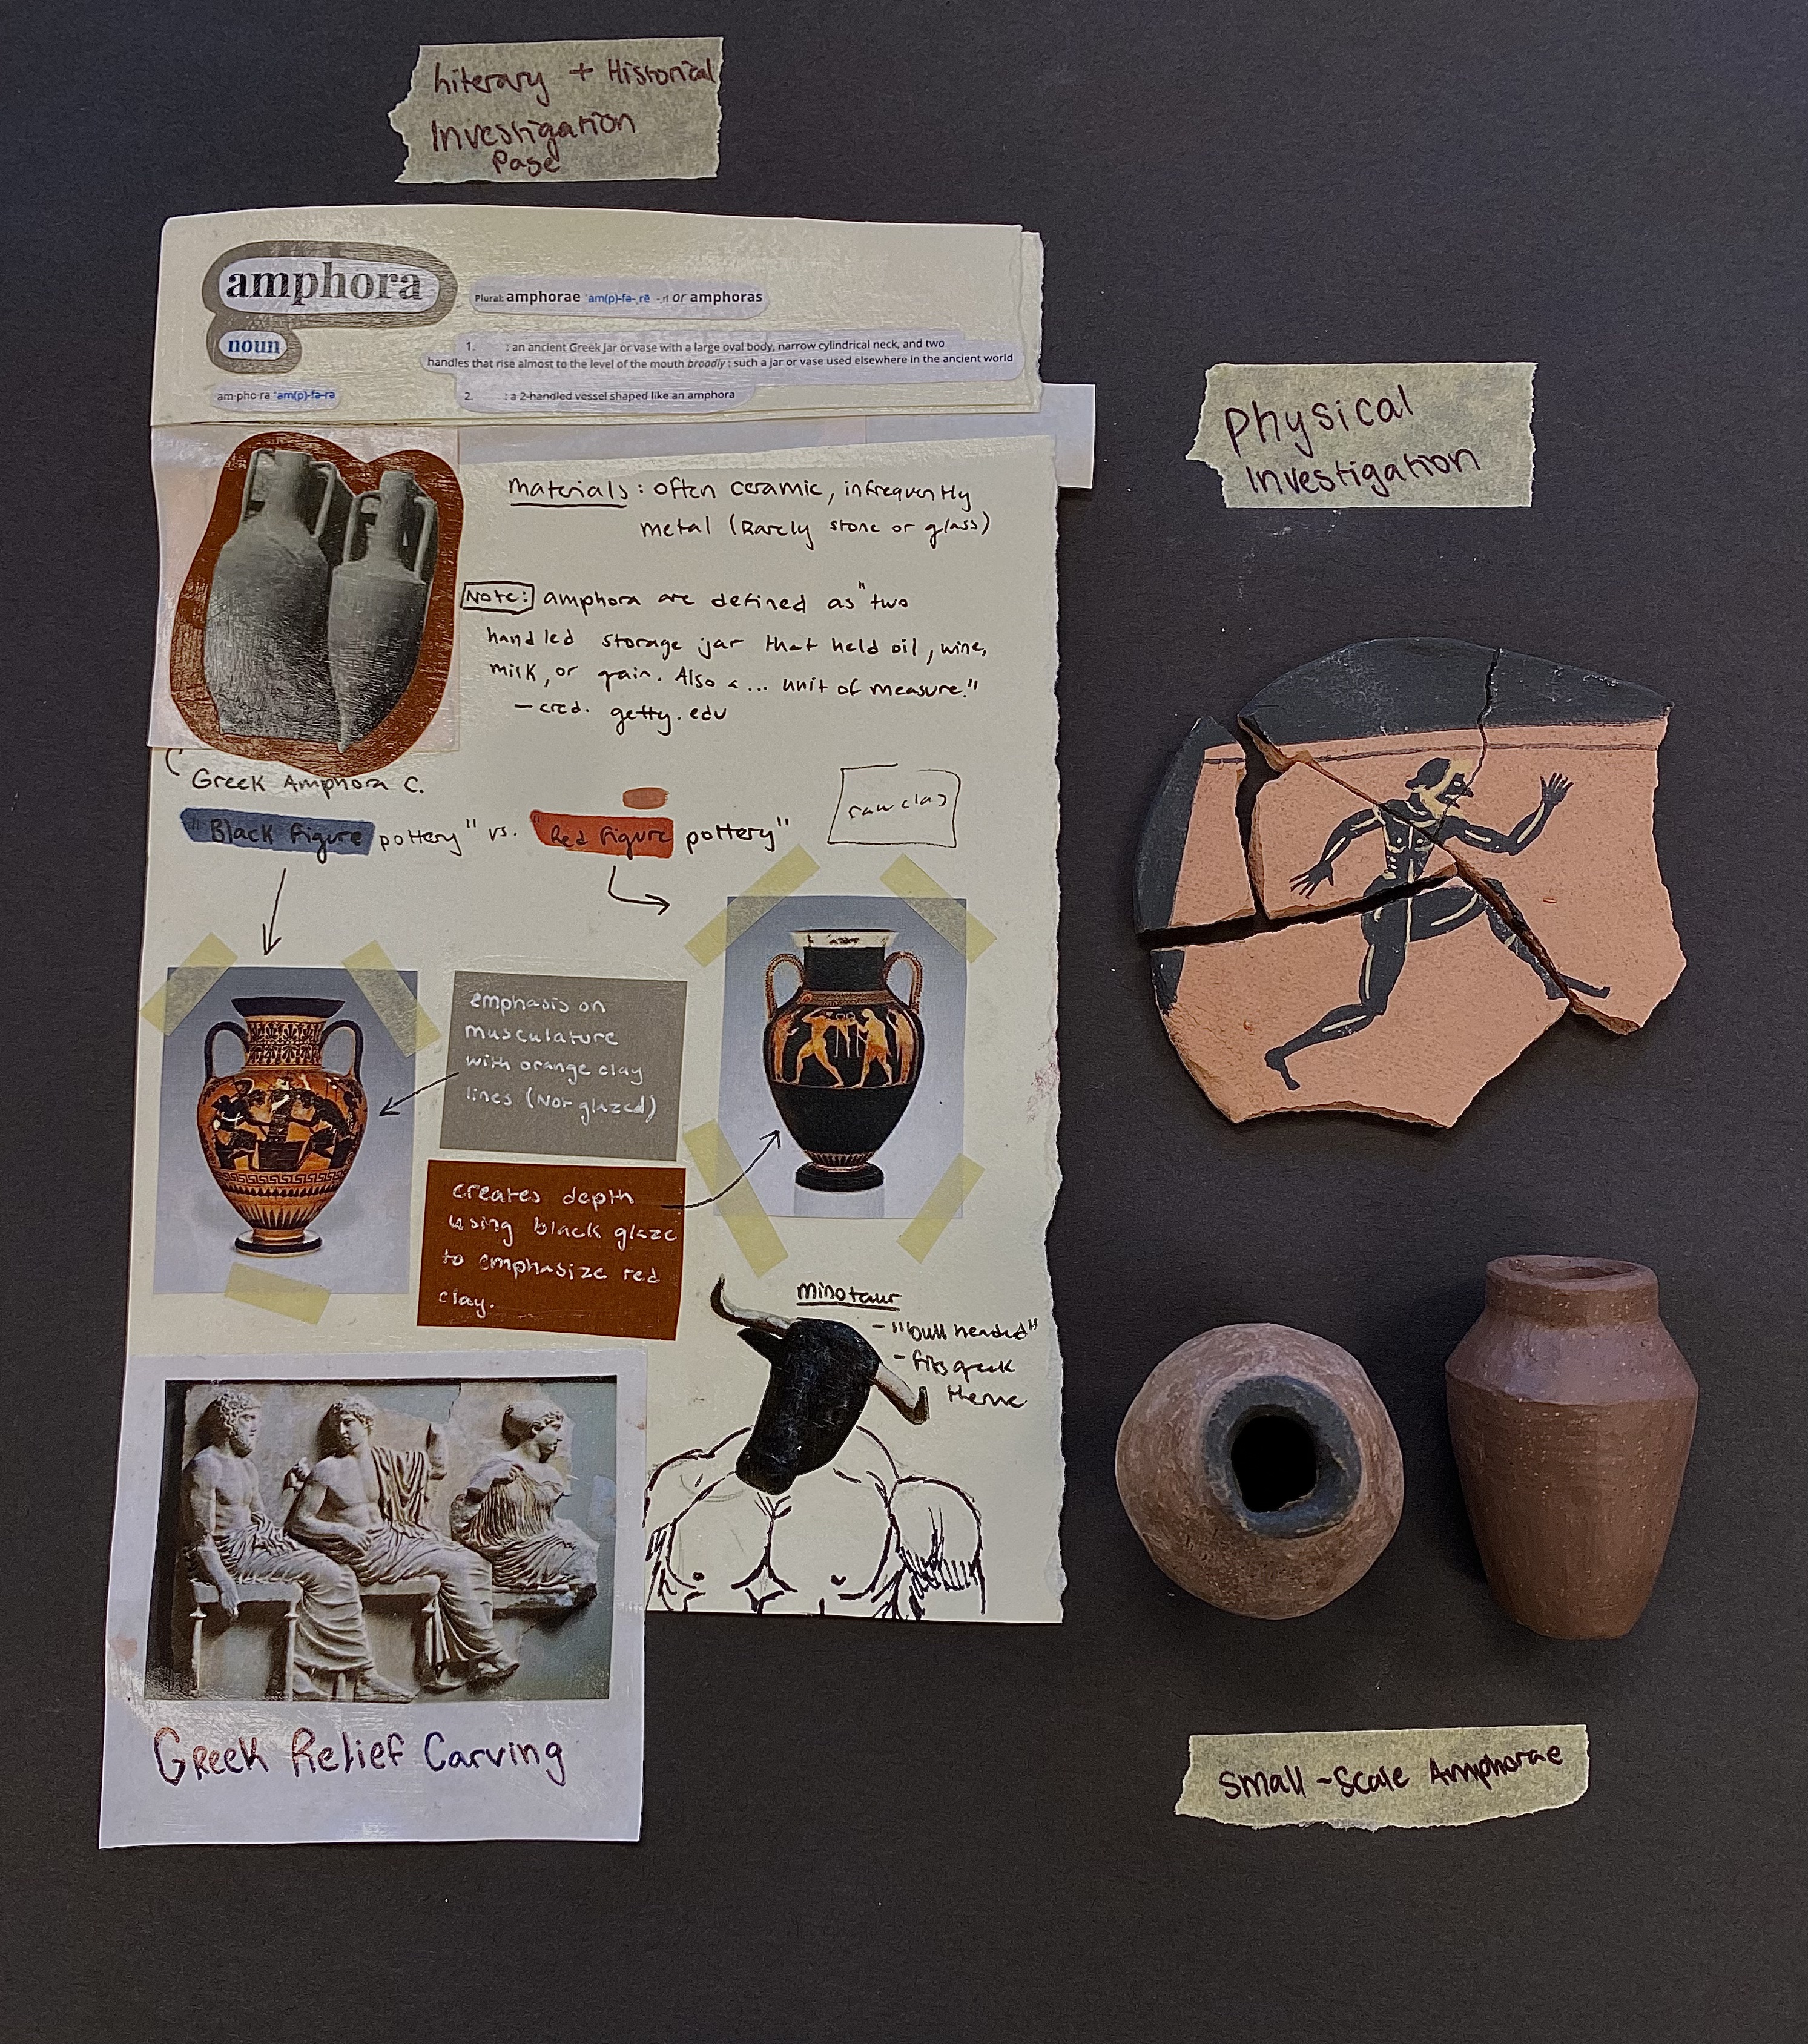 Literary + Historical
Investigation
Page
amphora
noun
am·pho·ra ˈam(p)-fə-rə
Plural: amphorae ˈam(p)-fə-ˌrē -ˌrī or amphoras
1. : an ancient Greek jar or vase with a large oval body, narrow cylindrical neck, and two
handles that rise almost to the level of the mouth broadly : such a jar or vase used elsewhere in the ancient world
2. : a 2-handled vessel shaped like an amphora
Materials: often ceramic, infrequently
metal (Rarely stone or glass)
Note: amphora are defined as "two
handled storage jar that held oil, wine,
milk, or grain. Also a... unit of measure."
— cred. getty.edu
Greek Amphora C.
"Black figure pottery" vs. "Red figure pottery"
raw clay
emphasis on
musculature
with orange clay
lines (Not glazed)
creates depth
using black glaze
to emphasize red
clay.
Minotaur
- "bull headed"
- fits greek
theme
Greek Relief Carving
Physical
Investigation
Small-Scale Amphorae